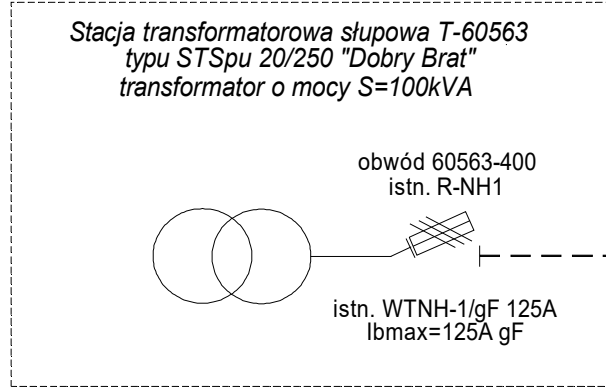 Stacja transformatorowa słupowa T-60563
typu STSpu 20/250 "Dobry Brat"
transformator o mocy S=100kVA
obwód 60563-400
istn. R-NH1
istn. WTNH-1/gF 125A
Ibmax=125A gF